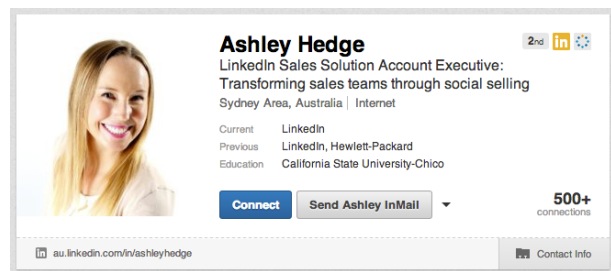 Ashley Hedge
2nd in
LinkedIn Sales Solution Account Executive:
Transforming sales teams through social selling
Sydney Area, Australia | Internet
Current LinkedIn
Previous LinkedIn, Hewlett-Packard
Education California State University-Chico
Connect Send Ashley InMail
500+
connections
in au.linkedin.com/in/ashleyhedge
Contact Info